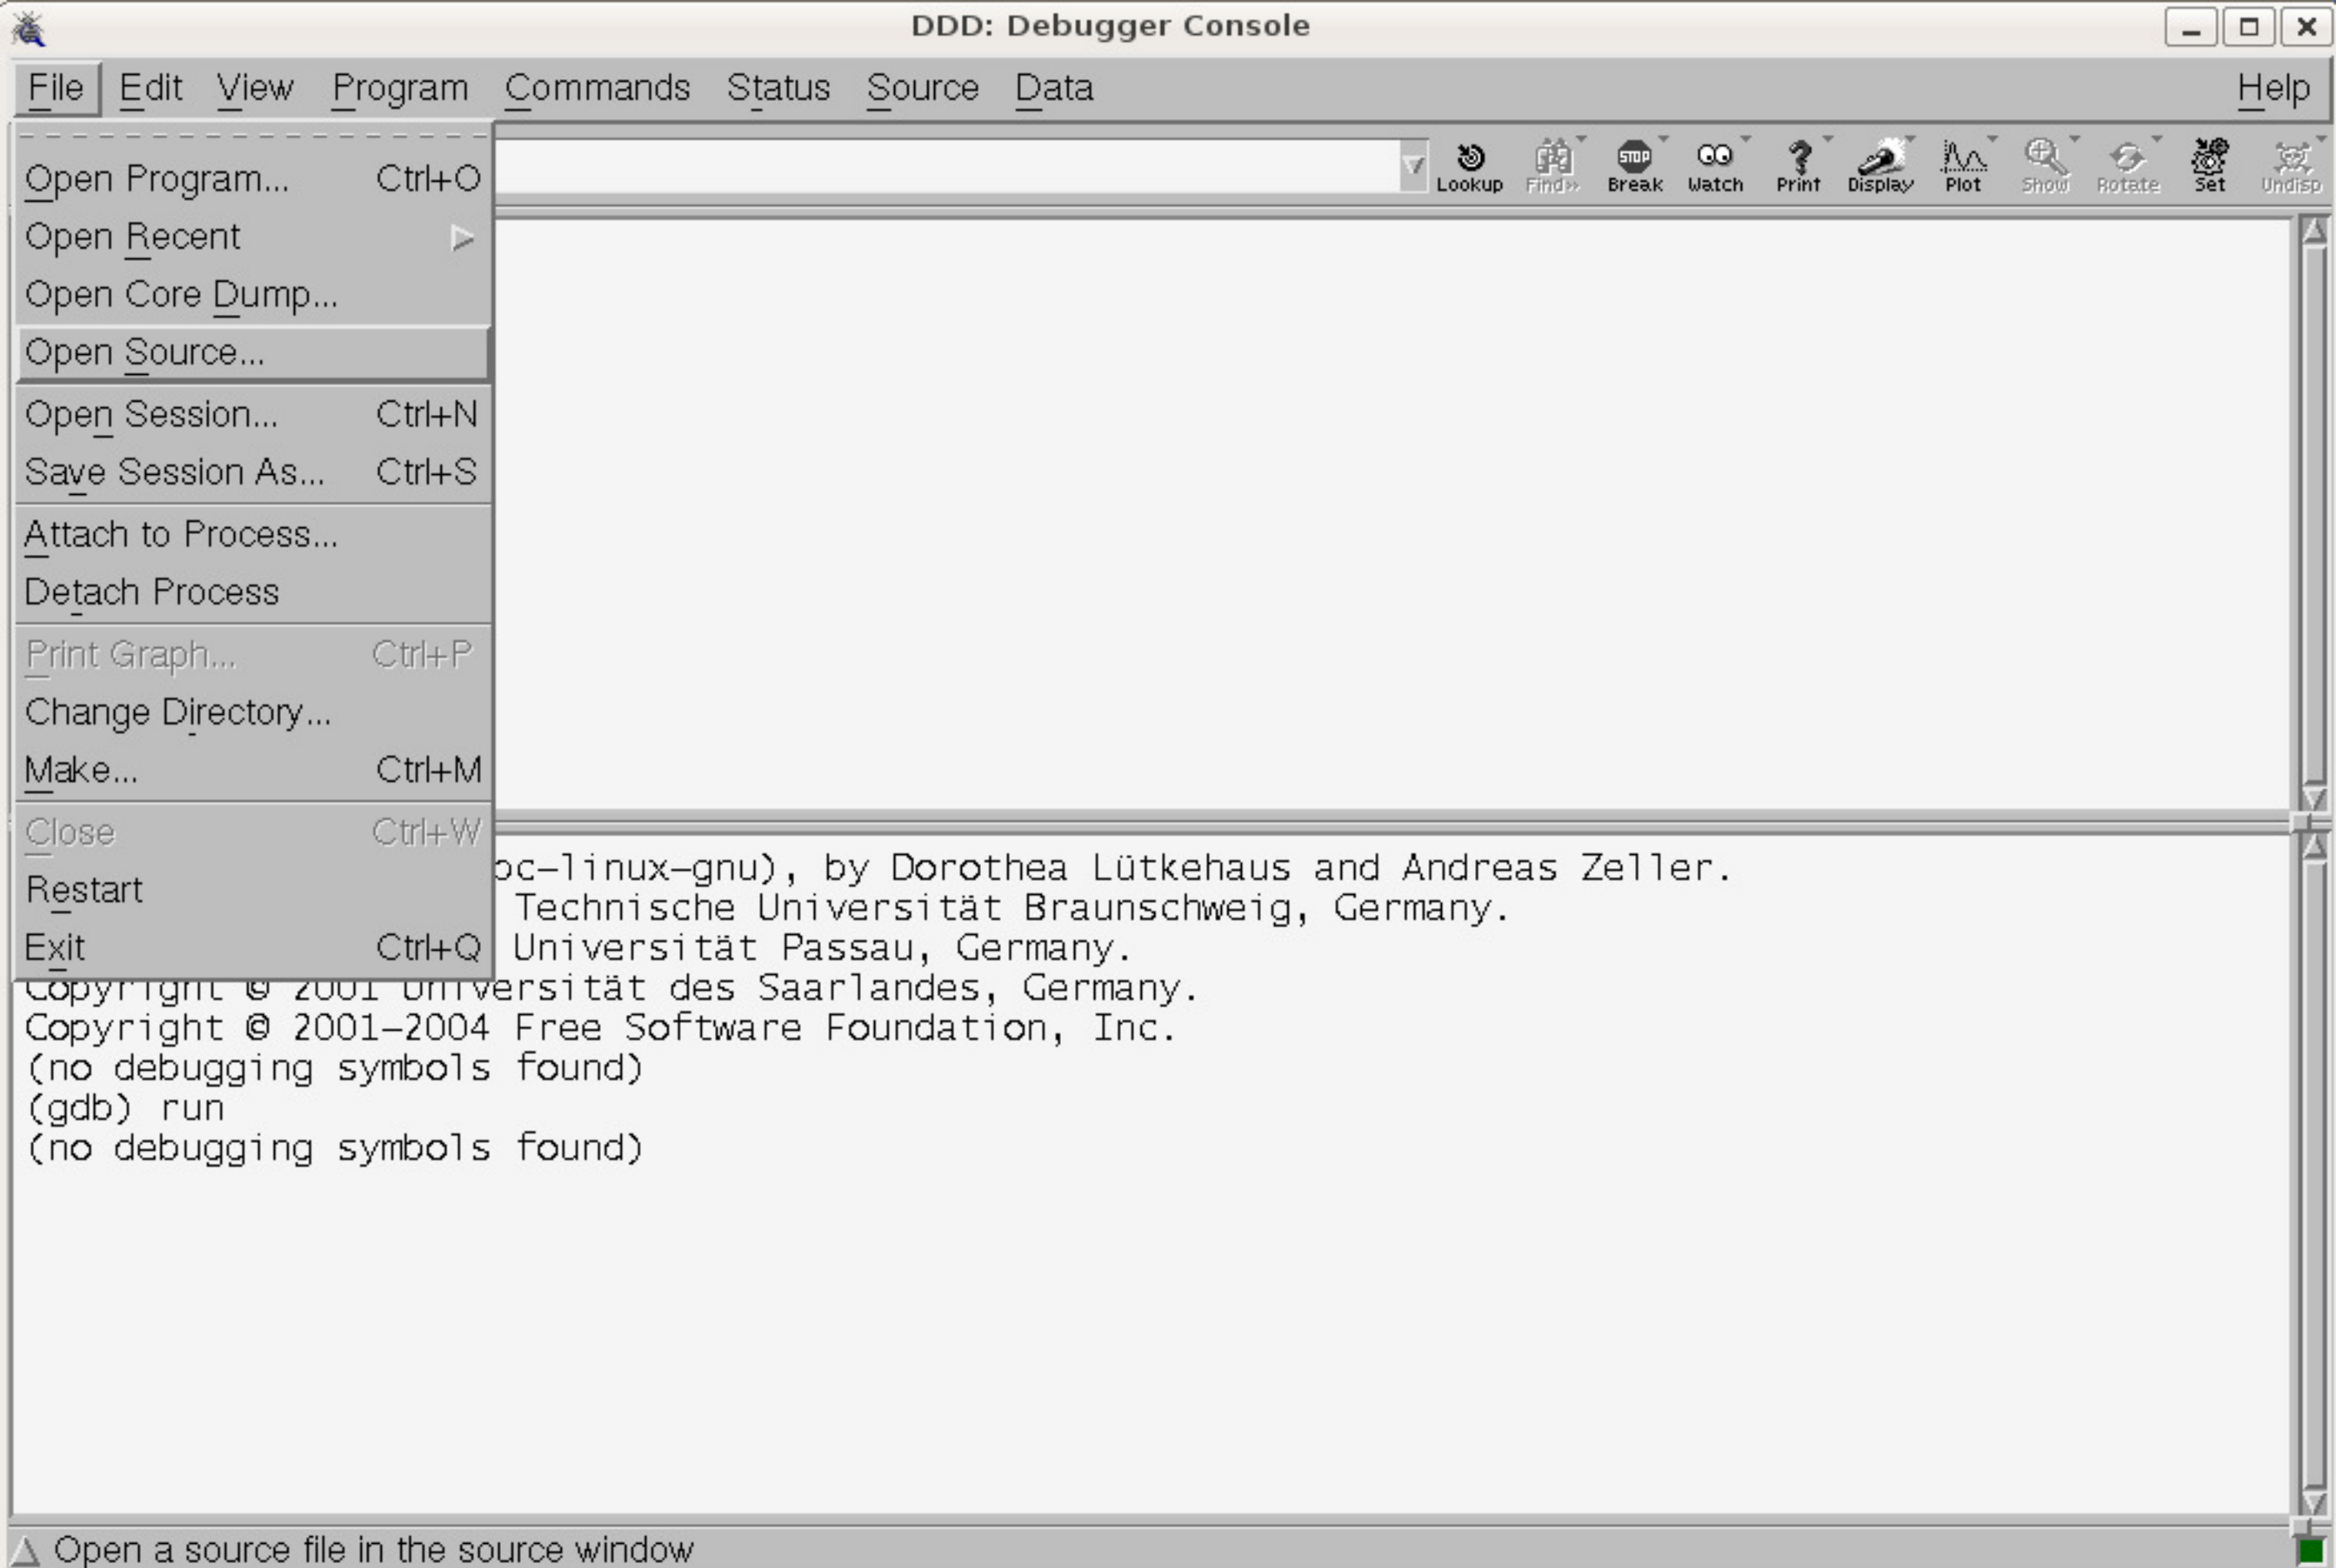 DDD: Debugger Console
File Edit View Program Commands Status Source Data Help
Lookup Find» Break Watch Print Display Plot Show Rotate Set Undisp
Open Program... Ctrl+O
Open Recent
Open Core Dump...
Open Source...
Open Session... Ctrl+N
Save Session As... Ctrl+S
Attach to Process...
Detach Process
Print Graph... Ctrl+P
Change Directory...
Make... Ctrl+M
Close Ctrl+W
Restart
Exit Ctrl+Q
pc-linux-gnu), by Dorothea Lütkehaus and Andreas Zeller.
Technische Universität Braunschweig, Germany.
Universität Passau, Germany.
Copyright © 2001 Universität des Saarlandes, Germany.
Copyright © 2001-2004 Free Software Foundation, Inc.
(no debugging symbols found)
(gdb) run
(no debugging symbols found)
Open a source file in the source window